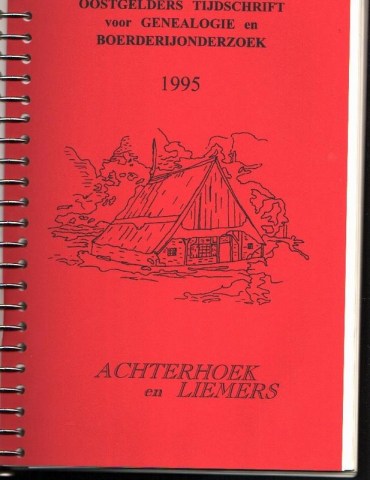 OOSTGELDERS TIJDSCHRIFT
voor GENEALOGIE en
BOERDERIJONDERZOEK
1995
ACHTERHOEK
en LIEMERS